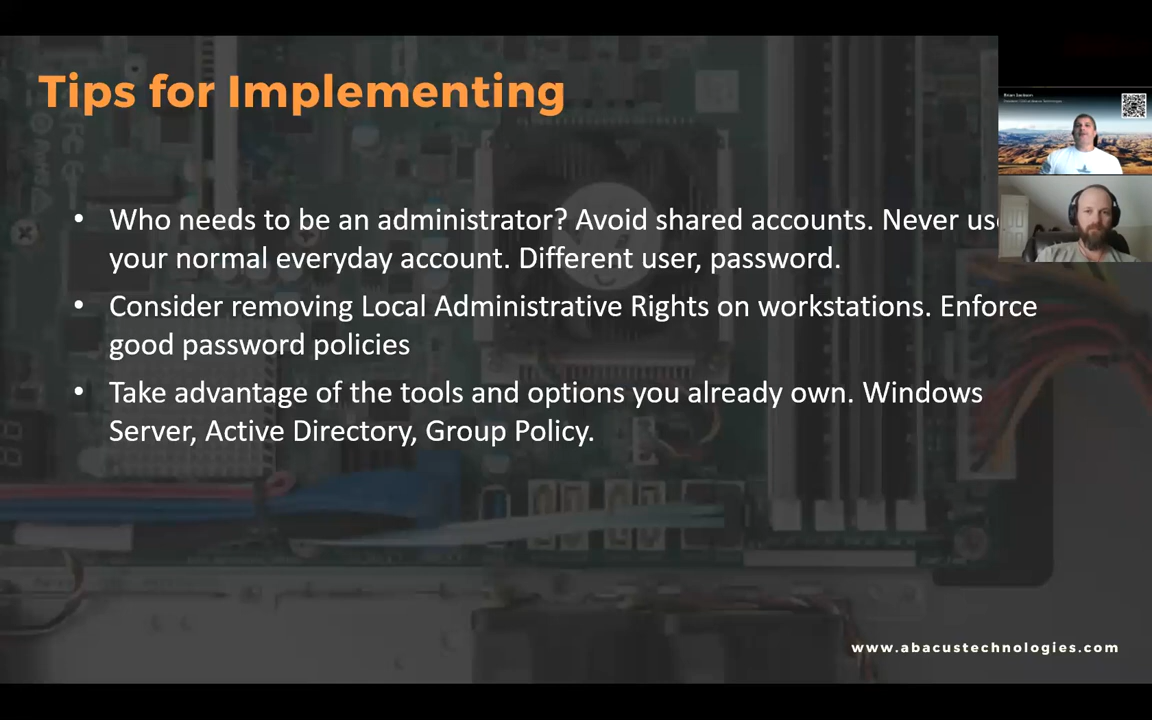 Tips for Implementing
Brian Jackson
• Who needs to be an administrator? Avoid shared accounts. Never us
your normal everyday account. Different user, password.
• Consider removing Local Administrative Rights on workstations. Enforce
good password policies
• Take advantage of the tools and options you already own. Windows
Server, Active Directory, Group Policy.
www.abacustechnologies.com